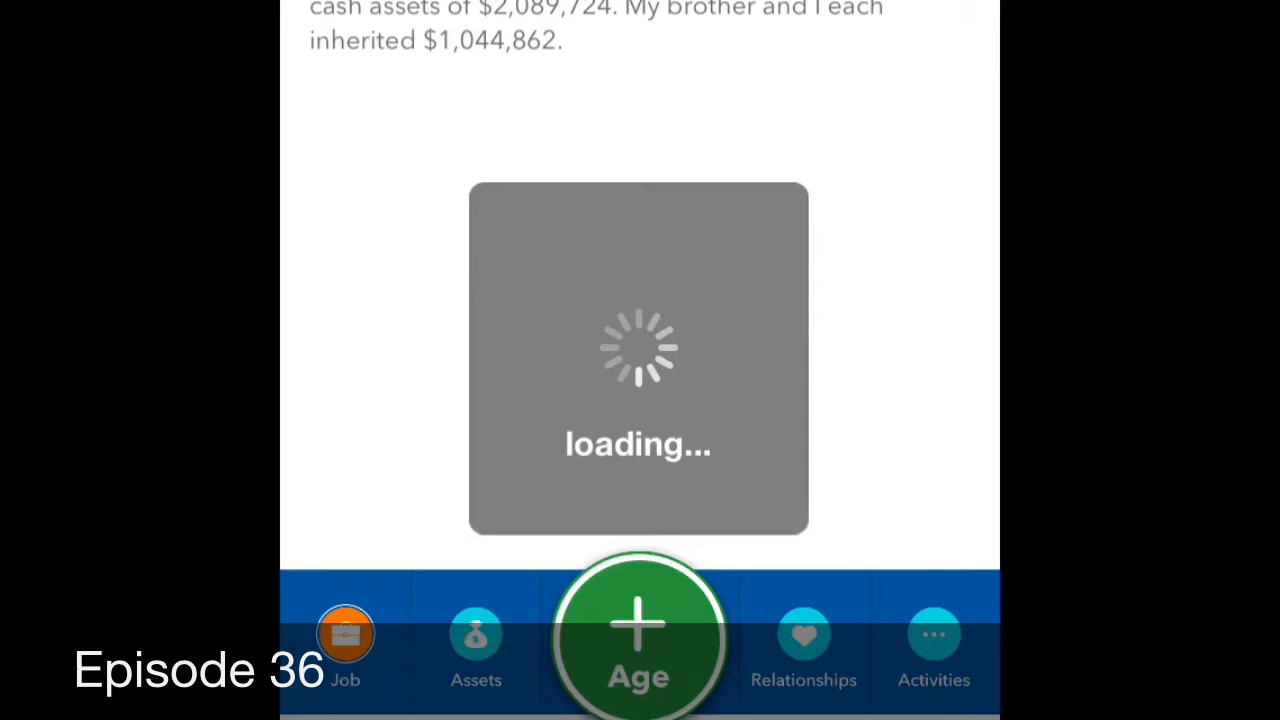 cash assets of $2,089,724. My brother and I each
inherited $1,044,862.
loading...
Age
Job
Assets
Relationships
Activities
Episode 36